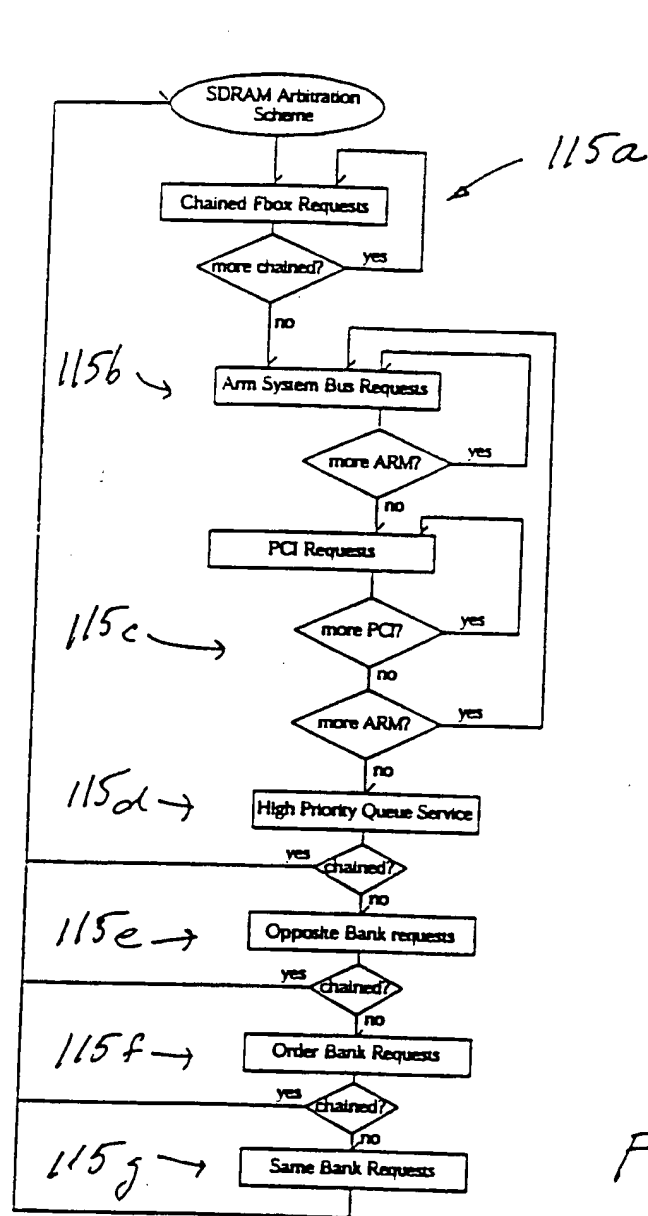 SDRAM Arbitration
Scheme
115a
Chained Fbox Requests
more chained?
yes
no
115b
Arm System Bus Requests
more ARM?
yes
no
PCI Requests
115c
more PCI?
yes
no
more ARM?
yes
no
115d
High Priority Queue Service
yes
chained?
no
115e
Opposite Bank requests
yes
chained?
no
115f
Order Bank Requests
yes
chained?
no
115g
Same Bank Requests
F